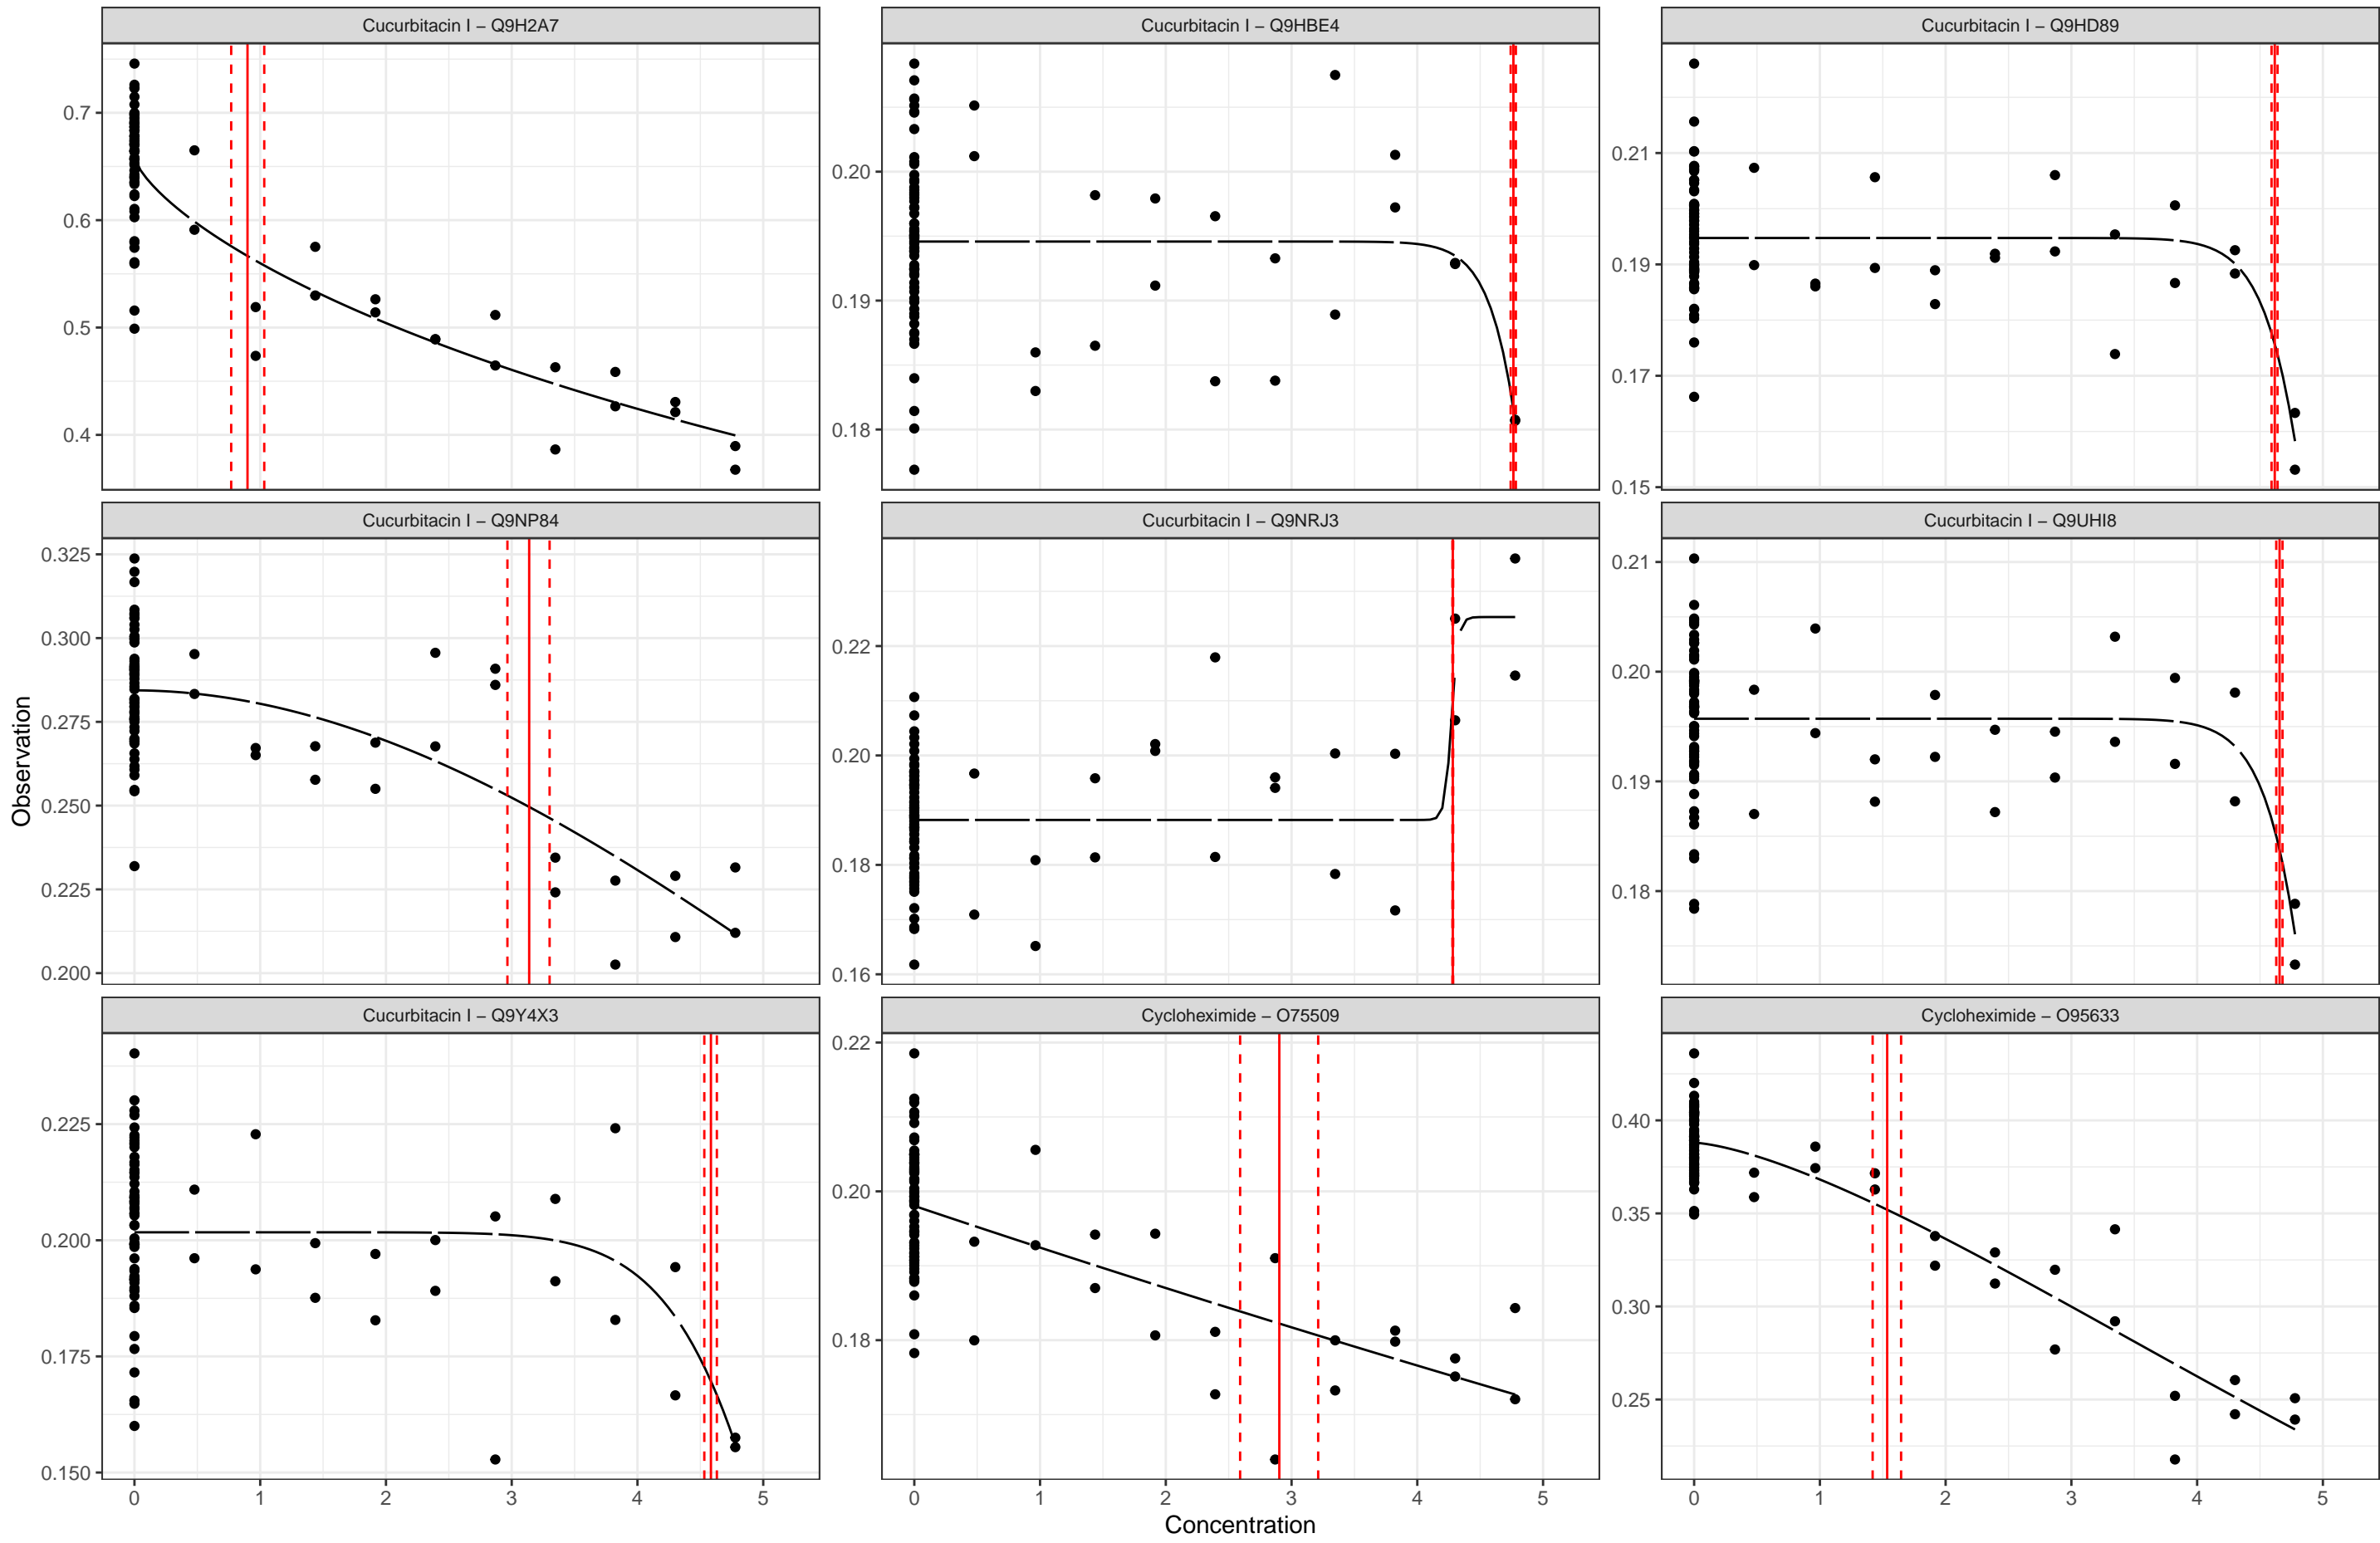 Cucurbitacin I – Q9H2A7
Cucurbitacin I – Q9HBE4
Cucurbitacin I – Q9HD89
0.7
0.6
0.5
0.4
0.20
0.19
0.18
0.21
0.19
0.17
0.15
Cucurbitacin I – Q9NP84
Cucurbitacin I – Q9NRJ3
Cucurbitacin I – Q9UHI8
0.325
0.300
0.275
0.250
0.225
0.200
0.22
0.20
0.18
0.16
0.21
0.20
0.19
0.18
Observation
Cucurbitacin I – Q9Y4X3
Cycloheximide – O75509
Cycloheximide – O95633
0.225
0.200
0.175
0.150
0.22
0.20
0.18
0.40
0.35
0.30
0.25
0 1 2 3 4 5
0 1 2 3 4 5
0 1 2 3 4 5
Concentration